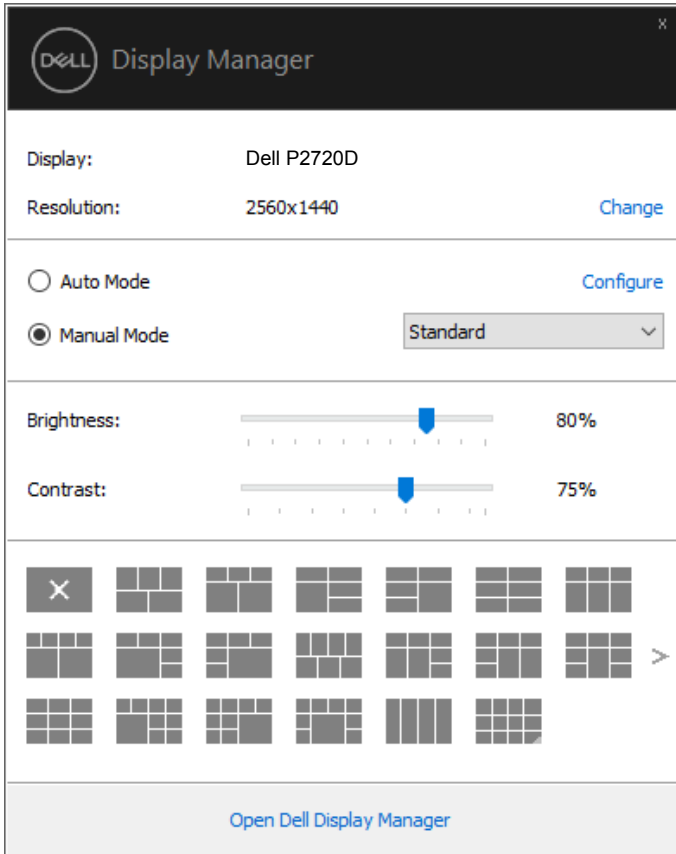 x
DELL Display Manager
Display: Dell P2720D
Resolution: 2560x1440 Change
Auto Mode Configure
Manual Mode Standard
Brightness: 80%
Contrast: 75%
Open Dell Display Manager